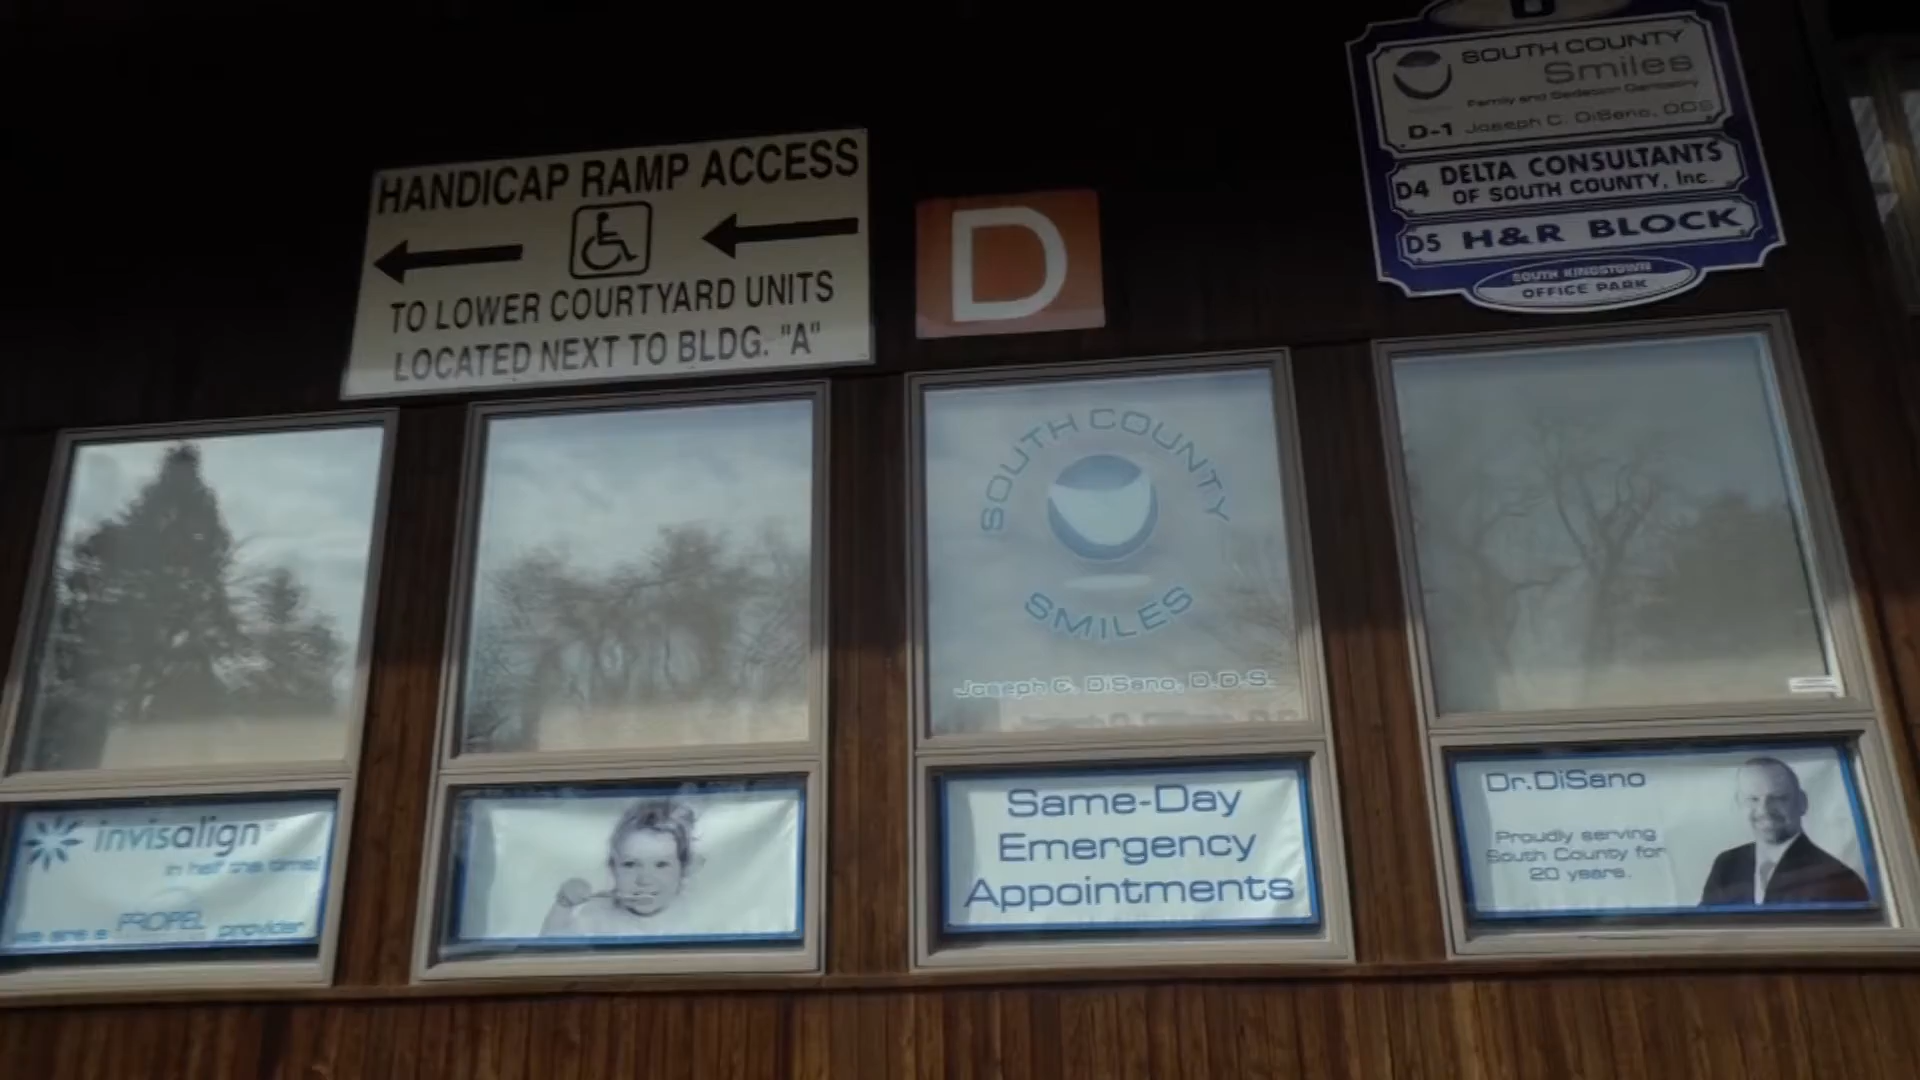 HANDICAP RAMP ACCESS
TO LOWER COURTYARD UNITS
LOCATED NEXT TO BLDG. "A"
D
D
SOUTH COUNTY
Smiles
Family and Sedation Dentistry
D-1 Joseph C. DiSano, DDS
D4 DELTA CONSULTANTS
OF SOUTH COUNTY, Inc.
D5 H&R BLOCK
SOUTH KINGSTOWN
OFFICE PARK
SOUTH COUNTY
SMILES
Joseph C. DiSano, D.D.S.
invisalign
in half the time!
we are a PROPEL provider
Same-Day
Emergency
Appointments
Dr.DiSano
Proudly serving
South County for
20 years.